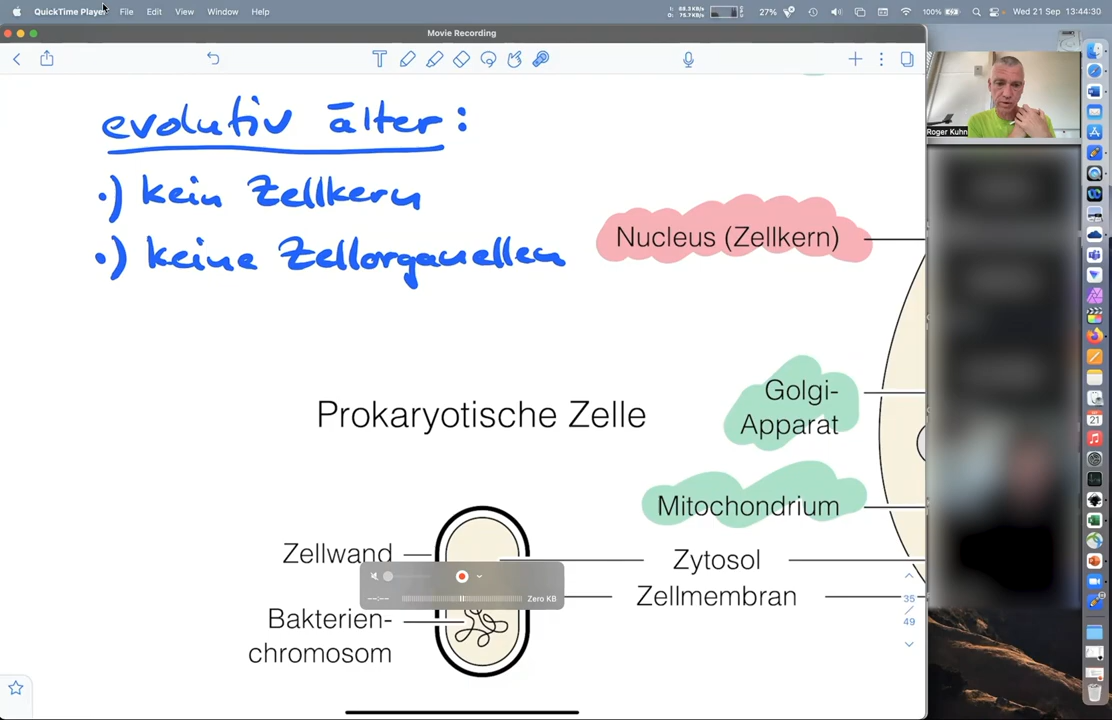 QuickTime Player File Edit View Window Help
27% 100% Wed 21 Sep 13:44:30
Movie Recording
T
evolutiv älter:
•) kein Zellkern
•) keine Zellorganellen
Roger Kuhn
Nucleus (Zellkern)
Golgi-
Apparat
Prokaryotische Zelle
Mitochondrium
Zellwand
Zytosol
Zellmembran
--:-- Zero KB
Bakterien-
chromosom
35
/
49
21